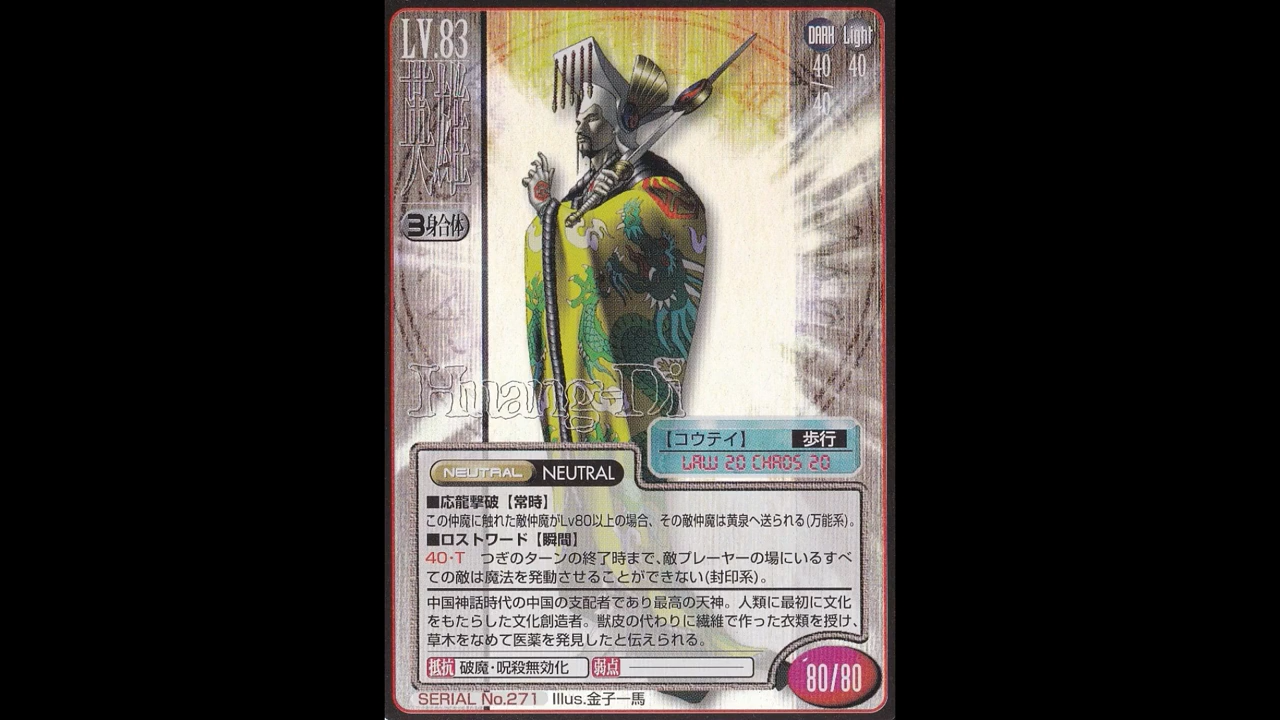 LV.83
DARK Light
40 40
/
40
英雄
3身合体
Huang-Di
【コウテイ】 歩行
LAW 20 CHAOS 20
NEUTRAL NEUTRAL
■応龍撃破【常時】
この仲魔に触れた敵仲魔がLv80以上の場合、その敵仲魔は黄泉へ送られる(万能系)。
■ロストワード【瞬間】
40・T つぎのターンの終了時まで、敵プレーヤーの場にいるすべ
ての敵は魔法を発動させることができない(封印系)。
中国神話時代の中国の支配者であり最高の天神。人類に最初に文化
をもたらした文化創造者。獣皮の代わりに繊維で作った衣類を授け、
草木をなめて医薬を発見したと伝えられる。
抵抗 破魔・呪殺無効化 弱点
80/80
SERIAL No.271 Illus.金子一馬